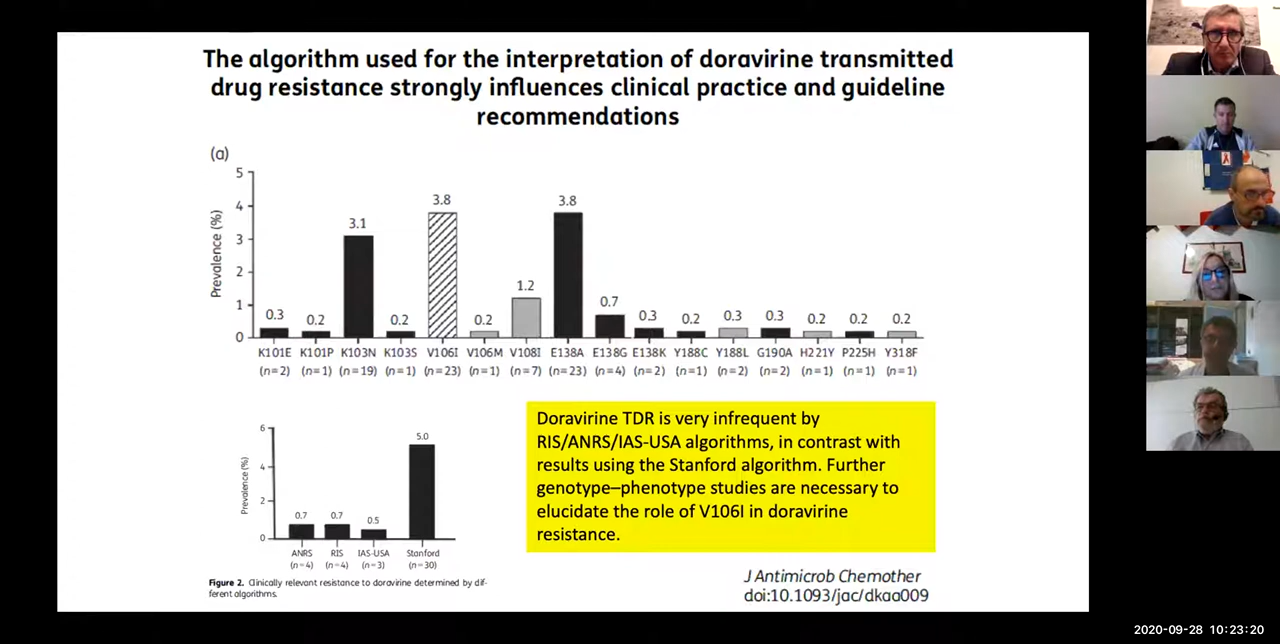 The algorithm used for the interpretation of doravirine transmitted
drug resistance strongly influences clinical practice and guideline
recommendations
(a)
Prevalence (%)
5
4
3
2
1
0
0.3 0.2 3.1 0.2 3.8 0.2 1.2 3.8 0.7 0.3 0.2 0.3 0.3 0.2 0.2 0.2
K101E K101P K103N K103S V106I V106M V108I E138A E138G E138K Y188C Y188L G190A H221Y P225H Y318F
(n=2) (n=1) (n=19) (n=1) (n=23) (n=1) (n=7) (n=23) (n=4) (n=2) (n=1) (n=2) (n=2) (n=1) (n=1) (n=1)
Prevalence (%)
6
4
2
0
0.7 0.7 0.5 5.0
ANRS RIS IAS-USA Stanford
(n=4) (n=4) (n=3) (n=30)
Figure 2. Clinically relevant resistance to doravirine determined by dif-
ferent algorithms.
Doravirine TDR is very infrequent by
RIS/ANRS/IAS-USA algorithms, in contrast with
results using the Stanford algorithm. Further
genotype–phenotype studies are necessary to
elucidate the role of V106I in doravirine
resistance.
J Antimicrob Chemother
doi:10.1093/jac/dkaa009
2020-09-28 10:23:20